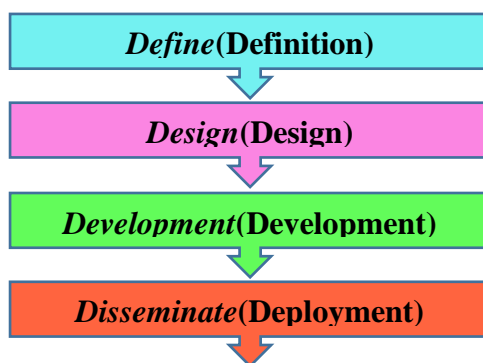 Define(Definition)
Design(Design)
Development(Development)
Disseminate(Deployment)